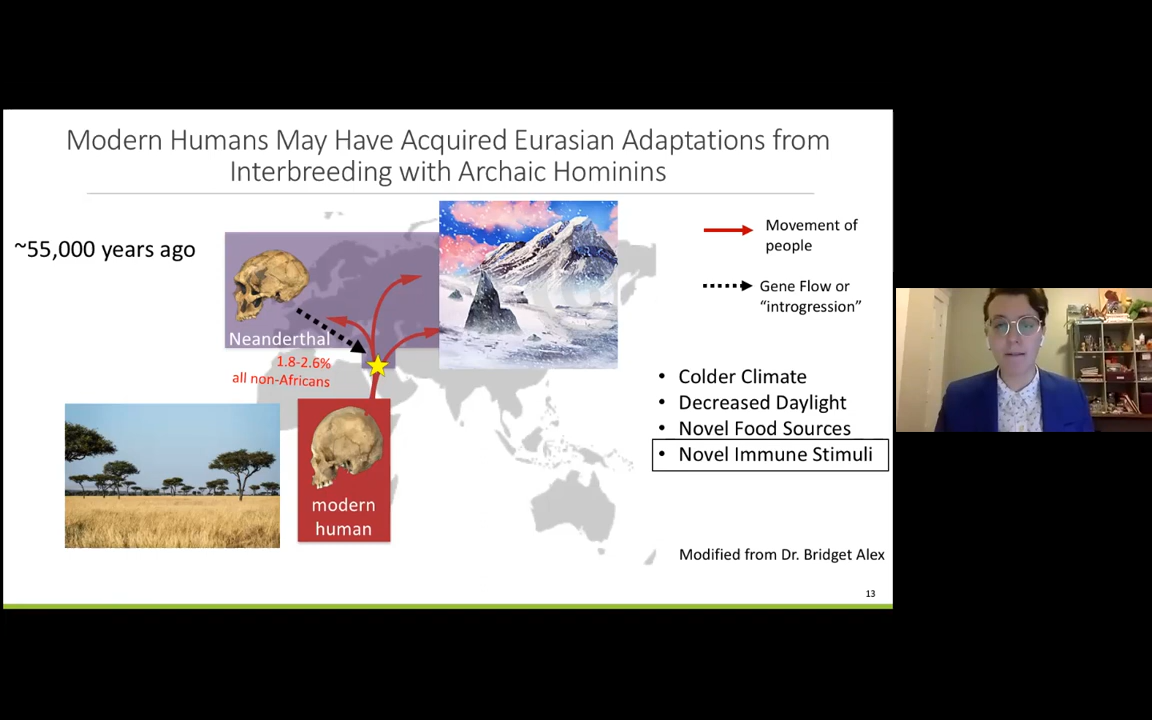 Modern Humans May Have Acquired Eurasian Adaptations from
Interbreeding with Archaic Hominins
~55,000 years ago
Neanderthal
1.8-2.6%
all non-Africans
modern
human
Movement of
people
Gene Flow or
“introgression”
• Colder Climate
• Decreased Daylight
• Novel Food Sources
• Novel Immune Stimuli
Modified from Dr. Bridget Alex
13